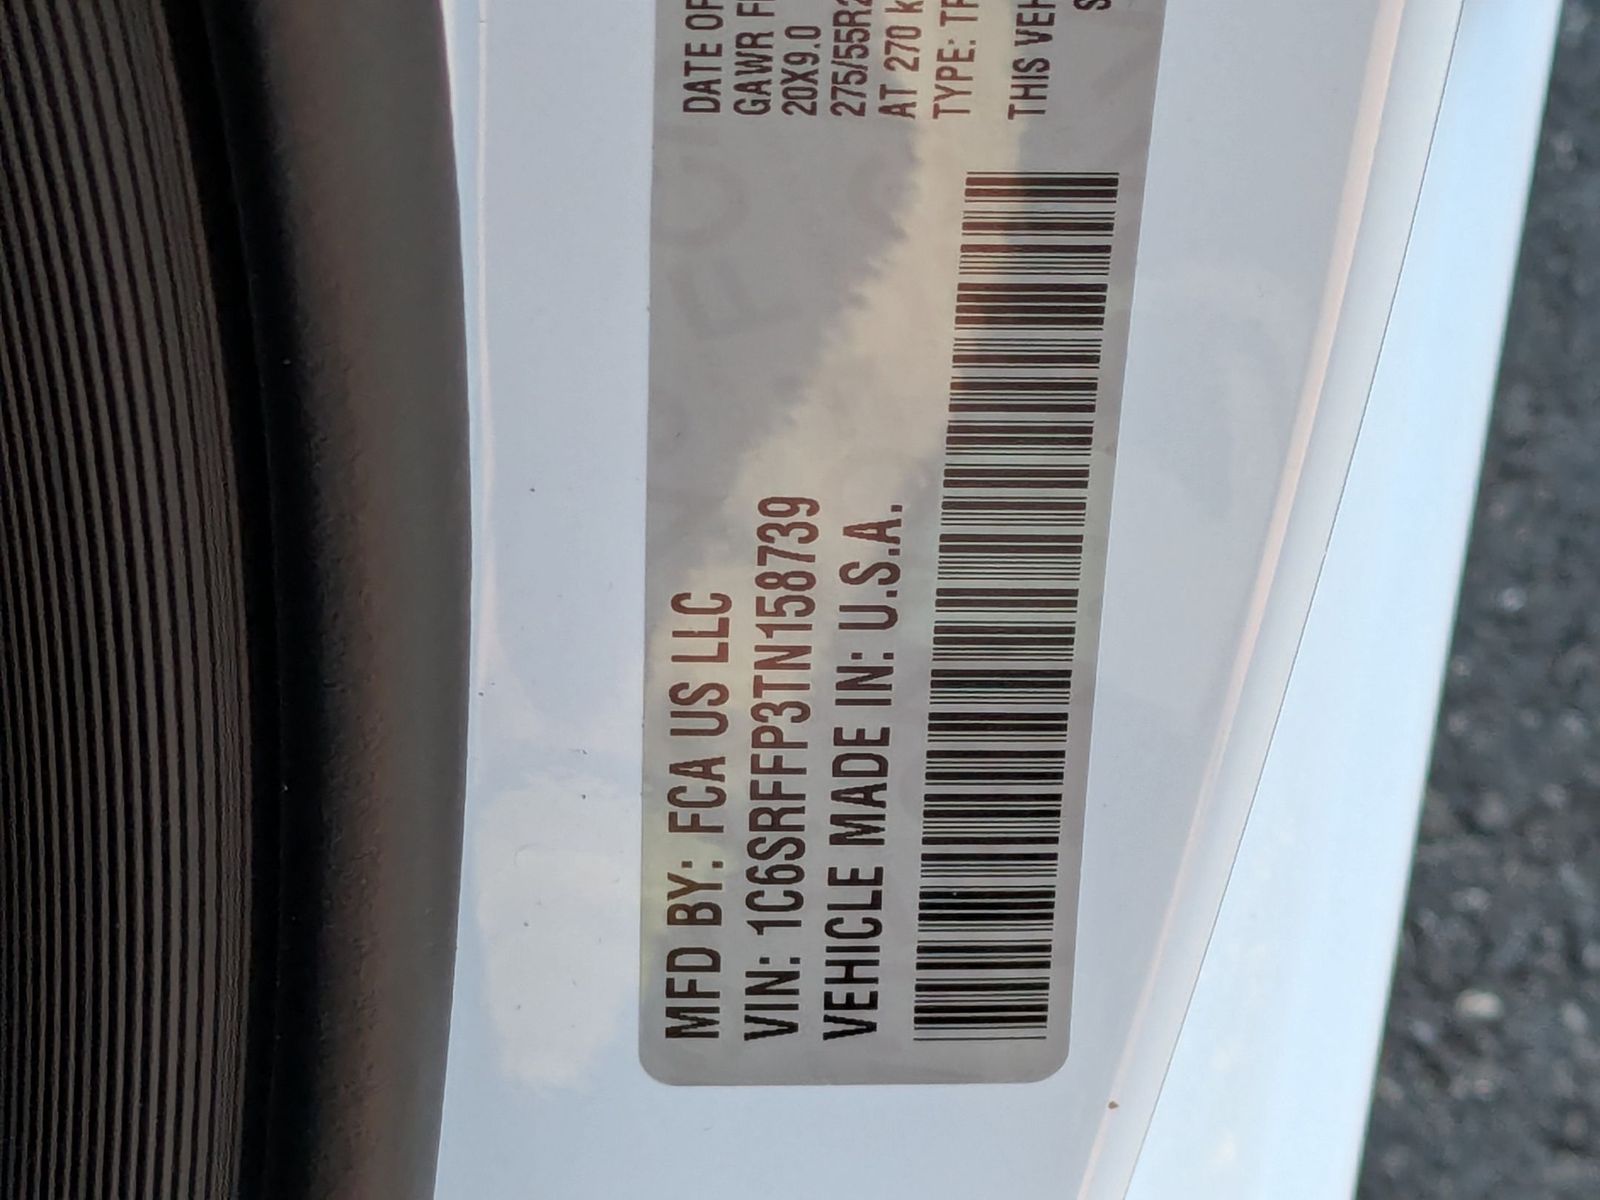 MFD BY: FCA US LLC
VIN: 1C6SRFFP3TN158739
VEHICLE MADE IN: U.S.A.
DATE OF
GAWR
20X9.0
275/55R2
AT 270 k
TYPE:
THIS VEH